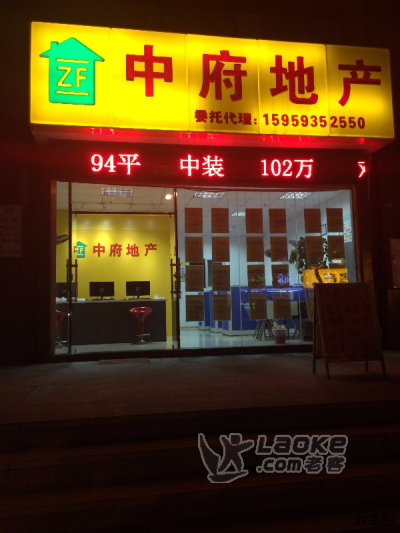 ZF 中府地产
委托代理：15959352550
94平 中装 102万
中府地产
LAOKE
.com老客